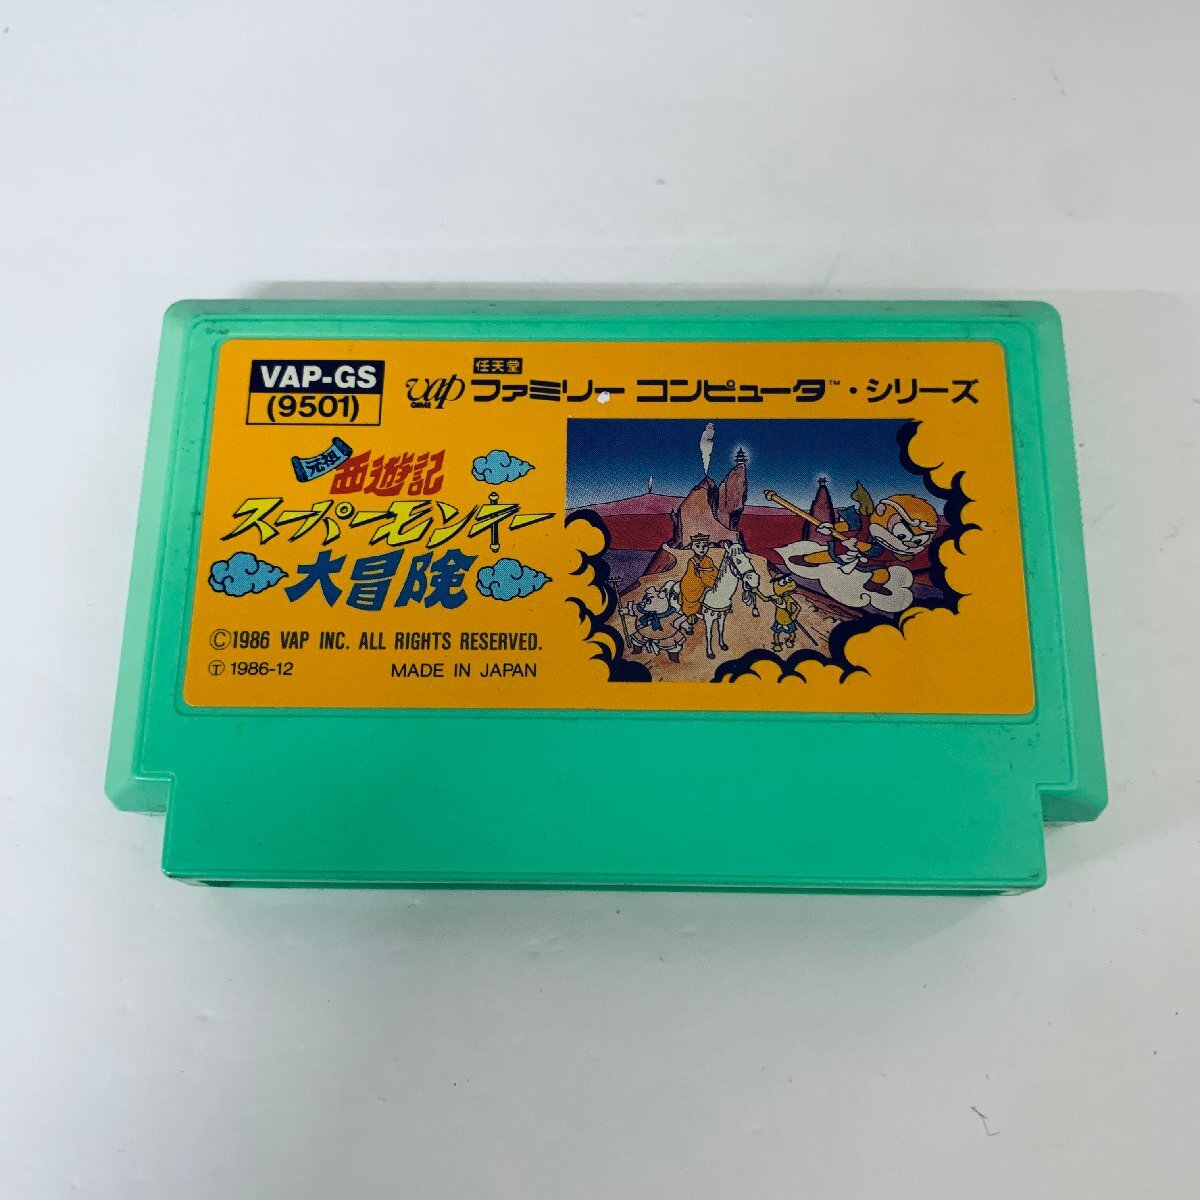 VAP-GS
(9501)
vap
GAME
任天堂
ファミリー コンピュータ™・シリーズ
元祖
西遊記
スーパーモンキー
大冒険
©1986 VAP INC. ALL RIGHTS RESERVED.
Ⓣ 1986-12 MADE IN JAPAN